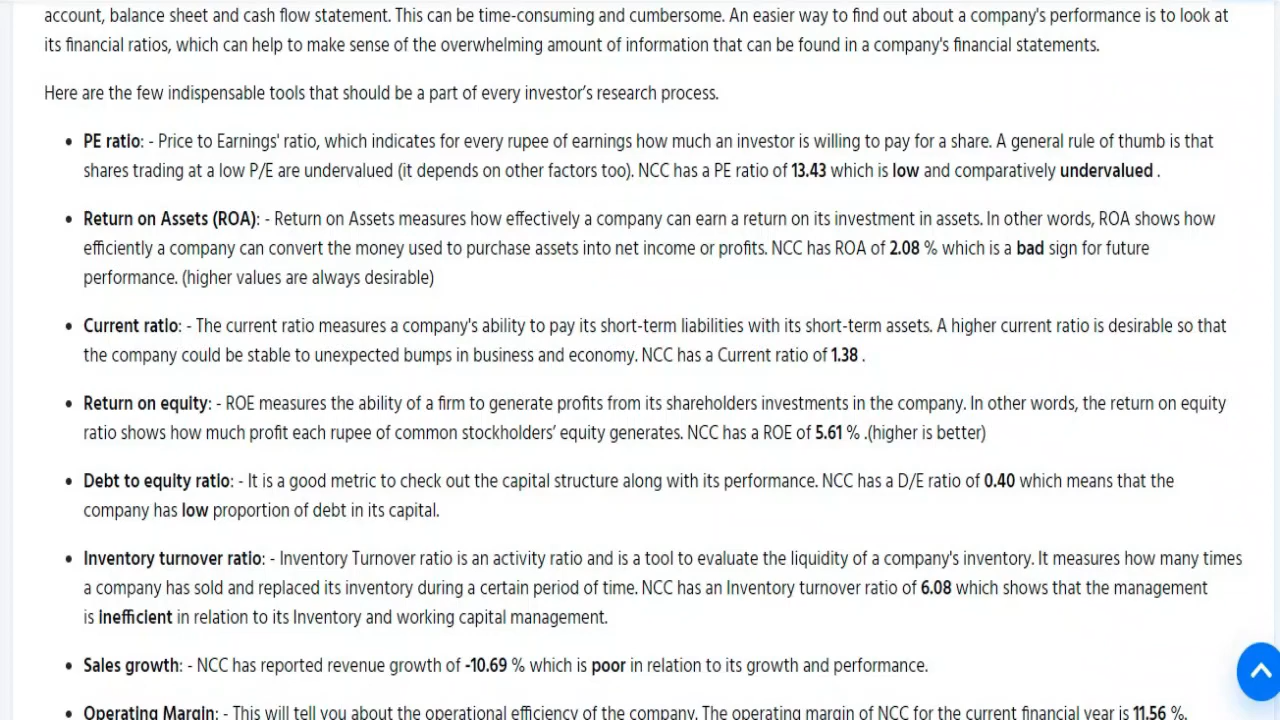 account, balance sheet and cash flow statement. This can be time-consuming and cumbersome. An easier way to find out about a company's performance is to look at
its financial ratios, which can help to make sense of the overwhelming amount of information that can be found in a company's financial statements.
Here are the few indispensable tools that should be a part of every investor’s research process.
• PE ratio: - Price to Earnings' ratio, which indicates for every rupee of earnings how much an investor is willing to pay for a share. A general rule of thumb is that
shares trading at a low P/E are undervalued (it depends on other factors too). NCC has a PE ratio of 13.43 which is low and comparatively undervalued .
• Return on Assets (ROA): - Return on Assets measures how effectively a company can earn a return on its investment in assets. In other words, ROA shows how
efficiently a company can convert the money used to purchase assets into net income or profits. NCC has ROA of 2.08 % which is a bad sign for future
performance. (higher values are always desirable)
• Current ratio: - The current ratio measures a company's ability to pay its short-term liabilities with its short-term assets. A higher current ratio is desirable so that
the company could be stable to unexpected bumps in business and economy. NCC has a Current ratio of 1.38 .
• Return on equity: - ROE measures the ability of a firm to generate profits from its shareholders investments in the company. In other words, the return on equity
ratio shows how much profit each rupee of common stockholders’ equity generates. NCC has a ROE of 5.61 % .(higher is better)
• Debt to equity ratio: - It is a good metric to check out the capital structure along with its performance. NCC has a D/E ratio of 0.40 which means that the
company has low proportion of debt in its capital.
• Inventory turnover ratio: - Inventory Turnover ratio is an activity ratio and is a tool to evaluate the liquidity of a company's inventory. It measures how many times
a company has sold and replaced its inventory during a certain period of time. NCC has an Inventory turnover ratio of 6.08 which shows that the management
is inefficient in relation to its Inventory and working capital management.
• Sales growth: - NCC has reported revenue growth of -10.69 % which is poor in relation to its growth and performance.
• Operating Margin: - This will tell you about the operational efficiency of the company. The operating margin of NCC for the current financial year is 11.56 %.